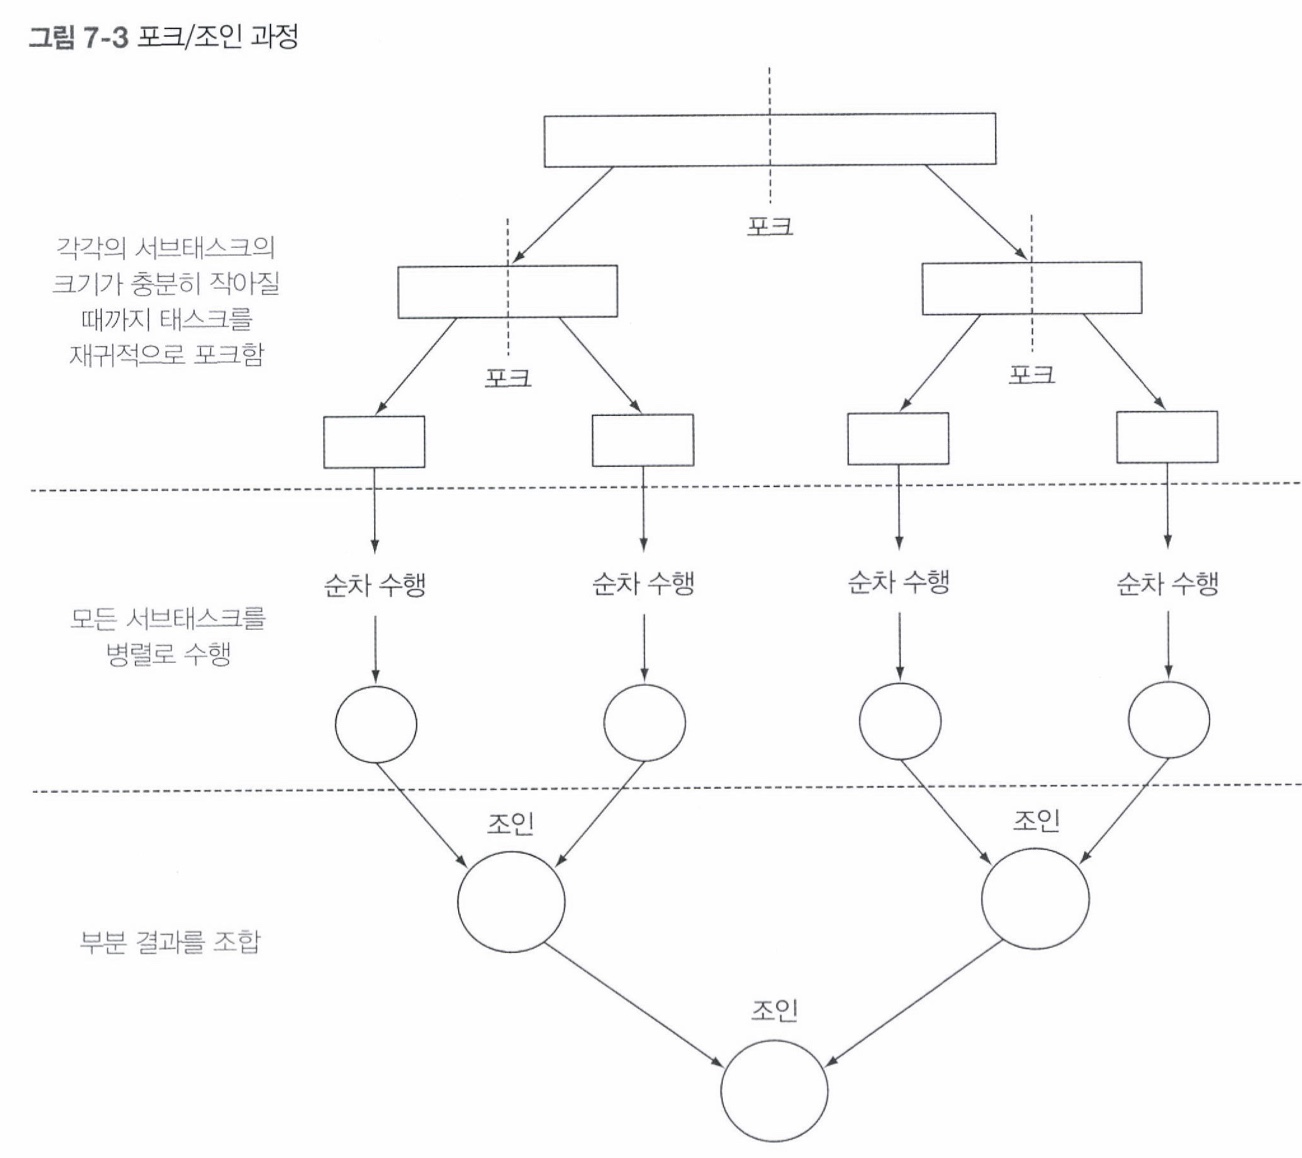 그림 7-3 포크/조인 과정
포크
각각의 서브태스크의
크기가 충분히 작아질
때까지 태스크를
재귀적으로 포크함
포크
포크
순차 수행
순차 수행
순차 수행
순차 수행
모든 서브태스크를
병렬로 수행
조인
조인
부분 결과를 조합
조인